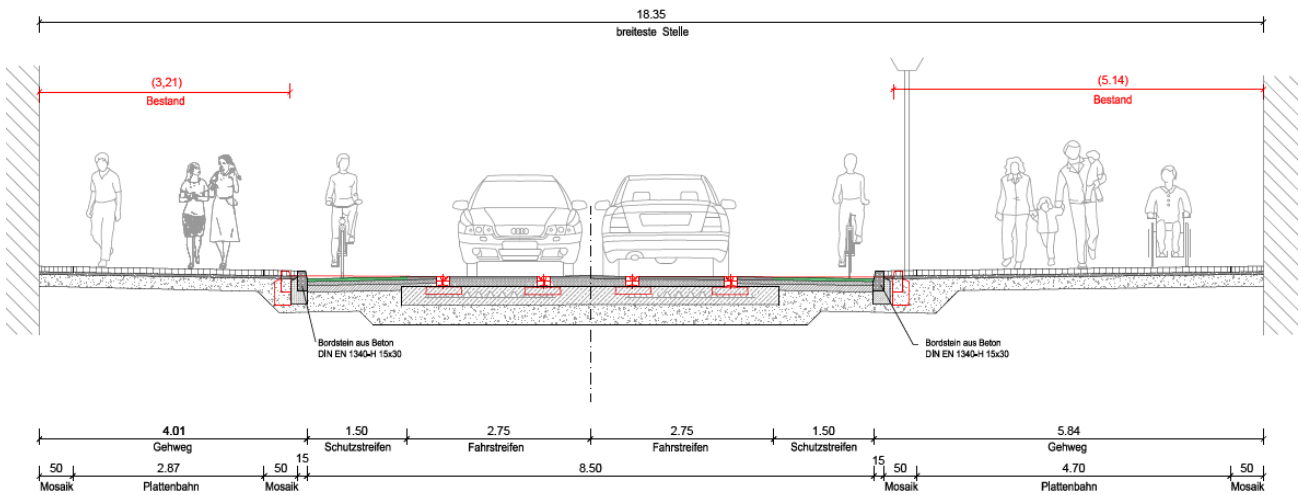 18.35
breiteste Stelle
(3,21)
Bestand
(5.14)
Bestand
Bordstein aus Beton
DIN EN 1340-H 15x30
Bordstein aus Beton
DIN EN 1340-H 15x30
4.01 1.50 2.75 2.75 1.50 5.84
Gehweg Schutzstreifen Fahrstreifen Fahrstreifen Schutzstreifen Gehweg
50 2.87 50 15 8.50 15 50 4.70 50
Mosaik Plattenbahn Mosaik Mosaik Plattenbahn Mosaik